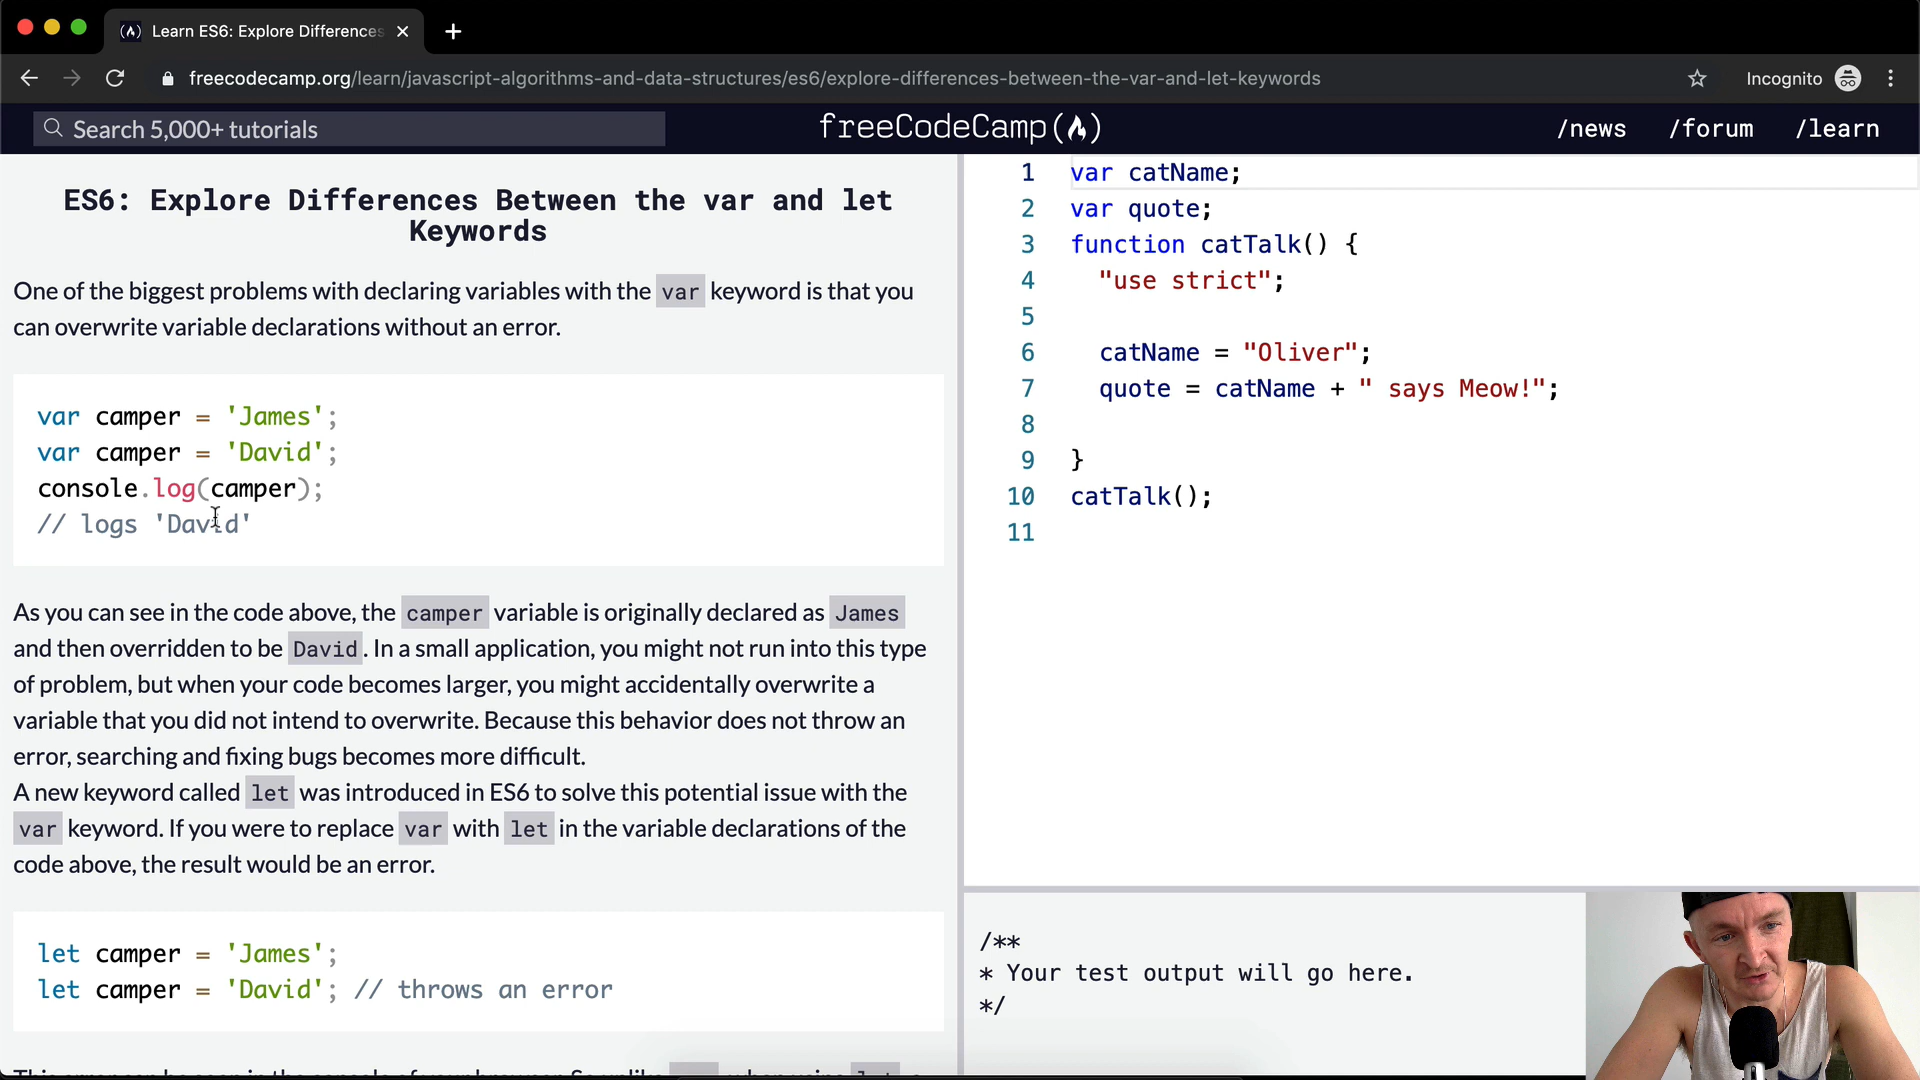 Learn ES6: Explore Differences
freecodecamp.org/learn/javascript-algorithms-and-data-structures/es6/explore-differences-between-the-var-and-let-keywords
Incognito
Search 5,000+ tutorials
freeCodeCamp(🔥)
/news /forum /learn
ES6: Explore Differences Between the var and let
Keywords
One of the biggest problems with declaring variables with the var keyword is that you
can overwrite variable declarations without an error.
var camper = 'James';
var camper = 'David';
console.log(camper);
// logs 'David'
As you can see in the code above, the camper variable is originally declared as James
and then overridden to be David. In a small application, you might not run into this type
of problem, but when your code becomes larger, you might accidentally overwrite a
variable that you did not intend to overwrite. Because this behavior does not throw an
error, searching and fixing bugs becomes more difficult.
A new keyword called let was introduced in ES6 to solve this potential issue with the
var keyword. If you were to replace var with let in the variable declarations of the
code above, the result would be an error.
let camper = 'James';
let camper = 'David'; // throws an error
1 var catName;
2 var quote;
3 function catTalk() {
4 "use strict";
5
6 catName = "Oliver";
7 quote = catName + " says Meow!";
8
9 }
10 catTalk();
11
/**
* Your test output will go here.
*/